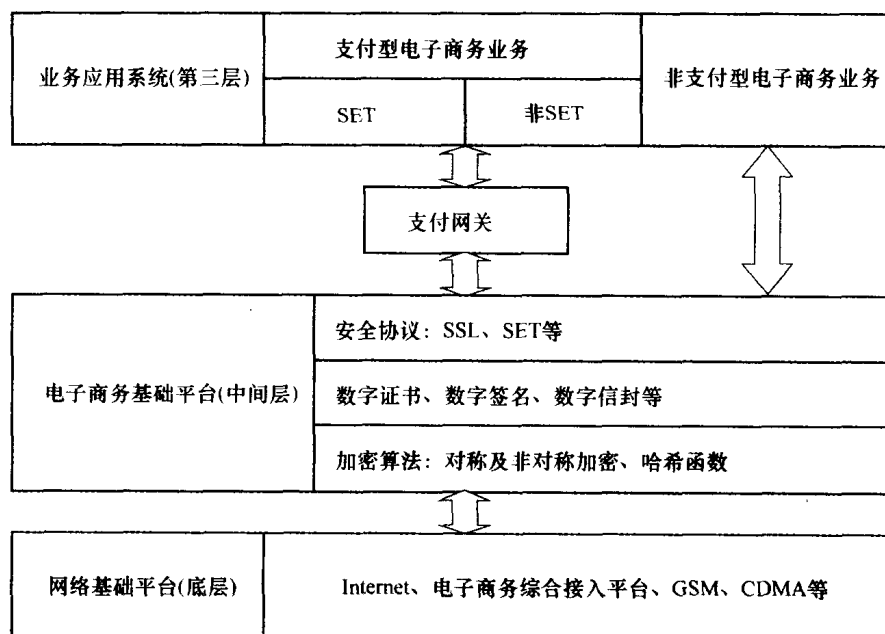 支付型电子商务业务
业务应用系统(第三层)
非支付型电子商务业务
SET
非SET
支付网关
安全协议：SSL、SET等
电子商务基础平台(中间层)
数字证书、数字签名、数字信封等
加密算法：对称及非对称加密、哈希函数
网络基础平台(底层)
Internet、电子商务综合接入平台、GSM、CDMA等